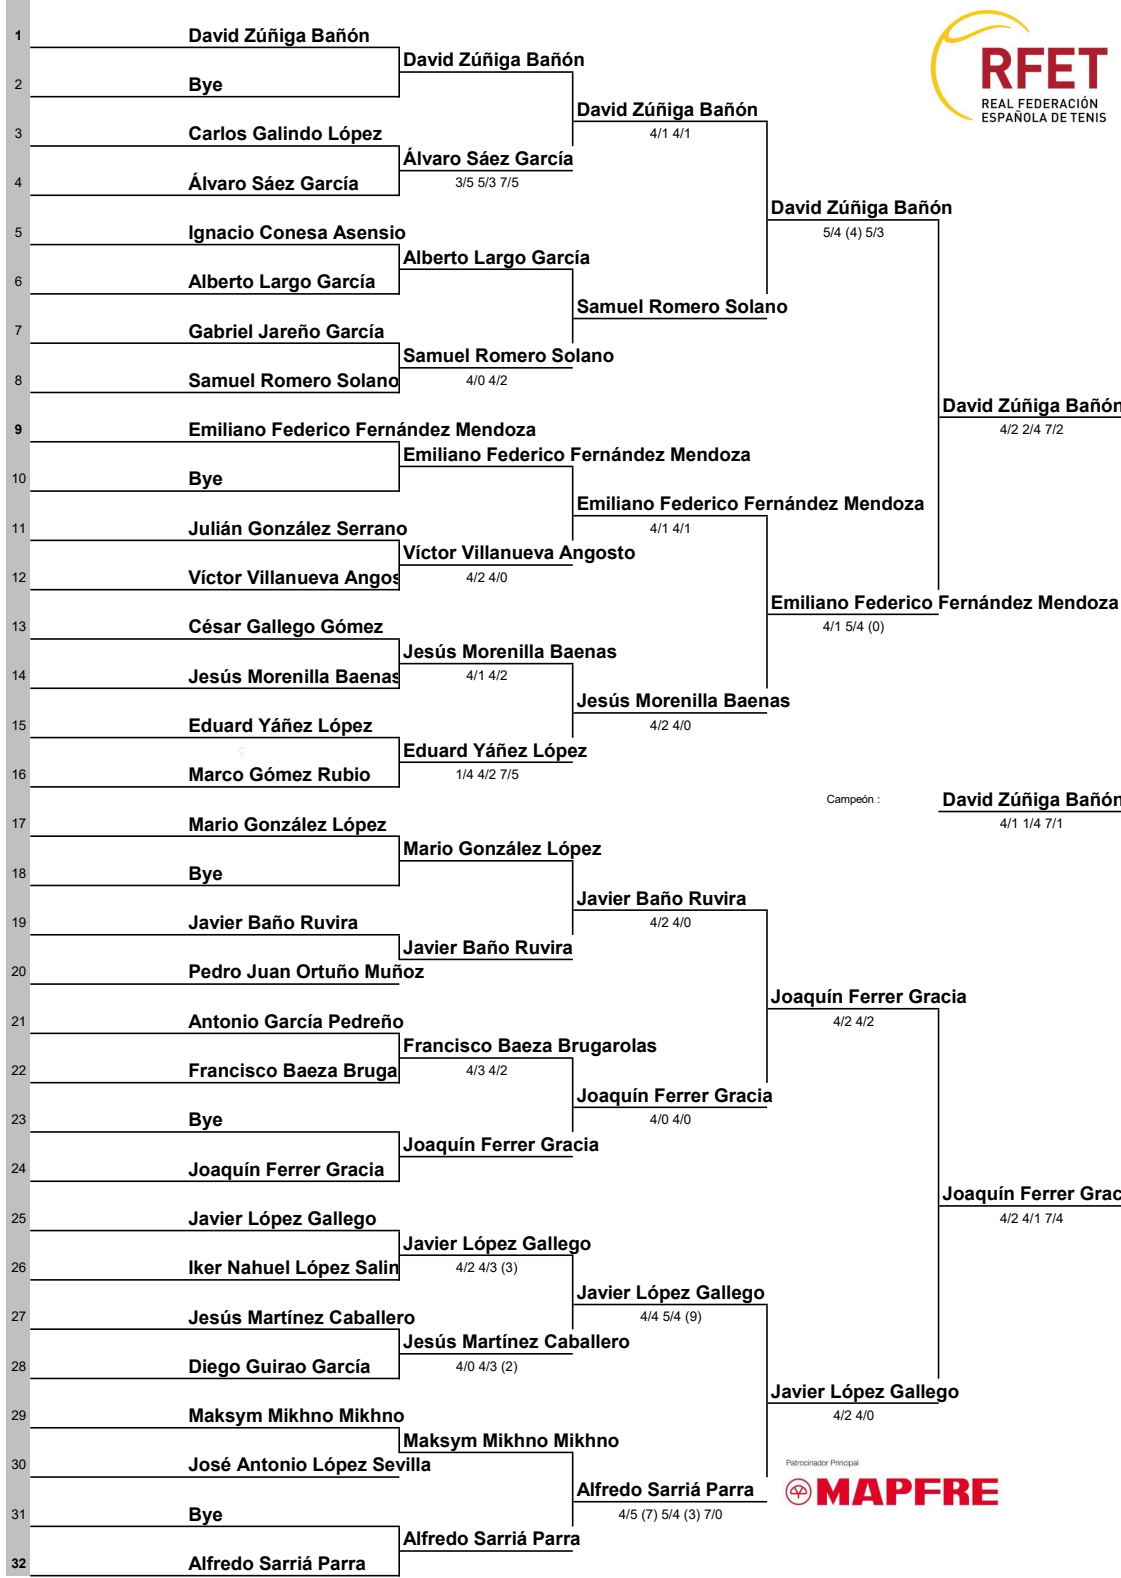 1
David Zúñiga Bañón
David Zúñiga Bañón
2
Bye
David Zúñiga Bañón
4/1 4/1
3
Carlos Galindo López
Álvaro Sáez García
3/5 5/3 7/5
4
Álvaro Sáez García
David Zúñiga Bañón
5/4 (4) 5/3
5
Ignacio Conesa Asensio
Alberto Largo García
6
Alberto Largo García
Samuel Romero Solano
7
Gabriel Jareño García
Samuel Romero Solano
4/0 4/2
8
Samuel Romero Solano
David Zúñiga Bañón
4/2 2/4 7/2
9
Emiliano Federico Fernández Mendoza
Emiliano Federico Fernández Mendoza
10
Bye
Emiliano Federico Fernández Mendoza
4/1 4/1
11
Julián González Serrano
Víctor Villanueva Angosto
4/2 4/0
12
Víctor Villanueva Angos
Emiliano Federico Fernández Mendoza
4/1 5/4 (0)
13
César Gallego Gómez
Jesús Morenilla Baenas
4/1 4/2
14
Jesús Morenilla Baenas
Jesús Morenilla Baenas
4/2 4/0
15
Eduard Yáñez López
ç
Eduard Yáñez López
1/4 4/2 7/5
16
Marco Gómez Rubio
Campeón :
David Zúñiga Bañón
4/1 1/4 7/1
17
Mario González López
Mario González López
18
Bye
Javier Baño Ruvira
4/2 4/0
19
Javier Baño Ruvira
Javier Baño Ruvira
20
Pedro Juan Ortuño Muñoz
Joaquín Ferrer Gracia
4/2 4/2
21
Antonio García Pedreño
Francisco Baeza Brugarolas
4/3 4/2
22
Francisco Baeza Bruga
Joaquín Ferrer Gracia
4/0 4/0
23
Bye
Joaquín Ferrer Gracia
24
Joaquín Ferrer Gracia
Joaquín Ferrer Grac
4/2 4/1 7/4
25
Javier López Gallego
Javier López Gallego
4/2 4/3 (3)
26
Iker Nahuel López Salin
Javier López Gallego
4/4 5/4 (9)
27
Jesús Martínez Caballero
Jesús Martínez Caballero
4/0 4/3 (2)
28
Diego Guirao García
Javier López Gallego
4/2 4/0
29
Maksym Mikhno Mikhno
Maksym Mikhno Mikhno
30
José Antonio López Sevilla
Alfredo Sarriá Parra
4/5 (7) 5/4 (3) 7/0
31
Bye
Alfredo Sarriá Parra
32
Alfredo Sarriá Parra
RFET
REAL FEDERACIÓN
ESPAÑOLA DE TENIS
Patrocinador Principal
MAPFRE